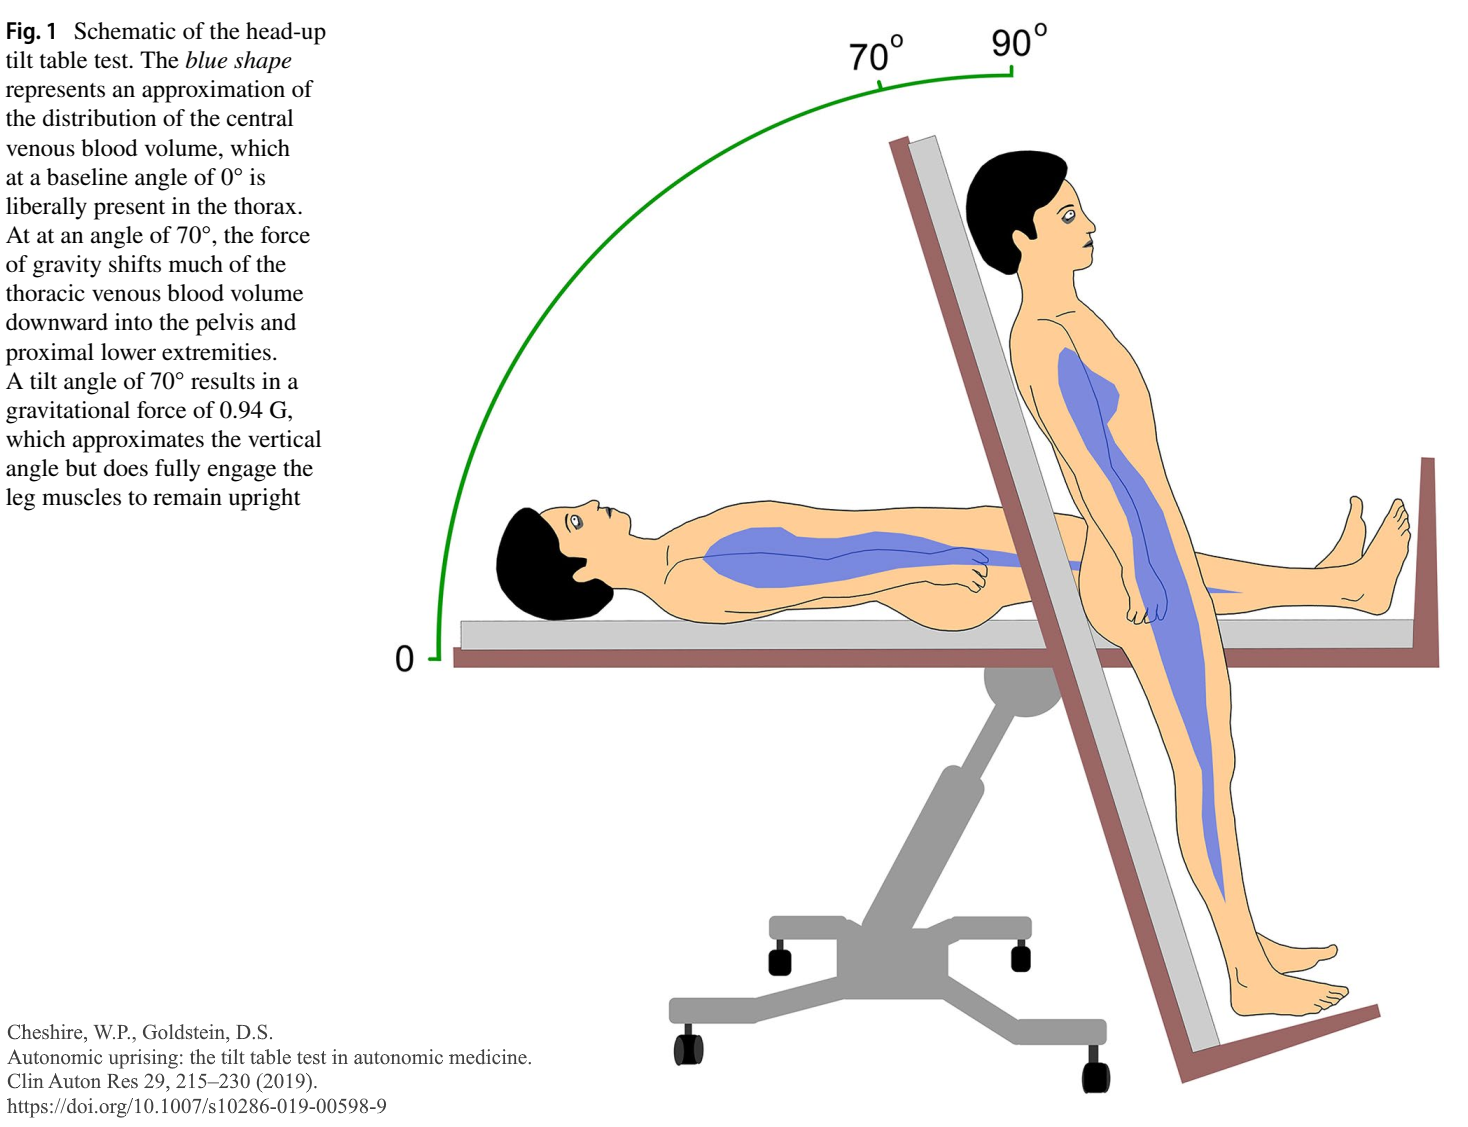 Fig. 1 Schematic of the head-up
tilt table test. The blue shape
represents an approximation of
the distribution of the central
venous blood volume, which
at a baseline angle of 0° is
liberally present in the thorax.
At at an angle of 70°, the force
of gravity shifts much of the
thoracic venous blood volume
downward into the pelvis and
proximal lower extremities.
A tilt angle of 70° results in a
gravitational force of 0.94 G,
which approximates the vertical
angle but does fully engage the
leg muscles to remain upright
70°
90°
0
Cheshire, W.P., Goldstein, D.S.
Autonomic uprising: the tilt table test in autonomic medicine.
Clin Auton Res 29, 215–230 (2019).
https://doi.org/10.1007/s10286-019-00598-9